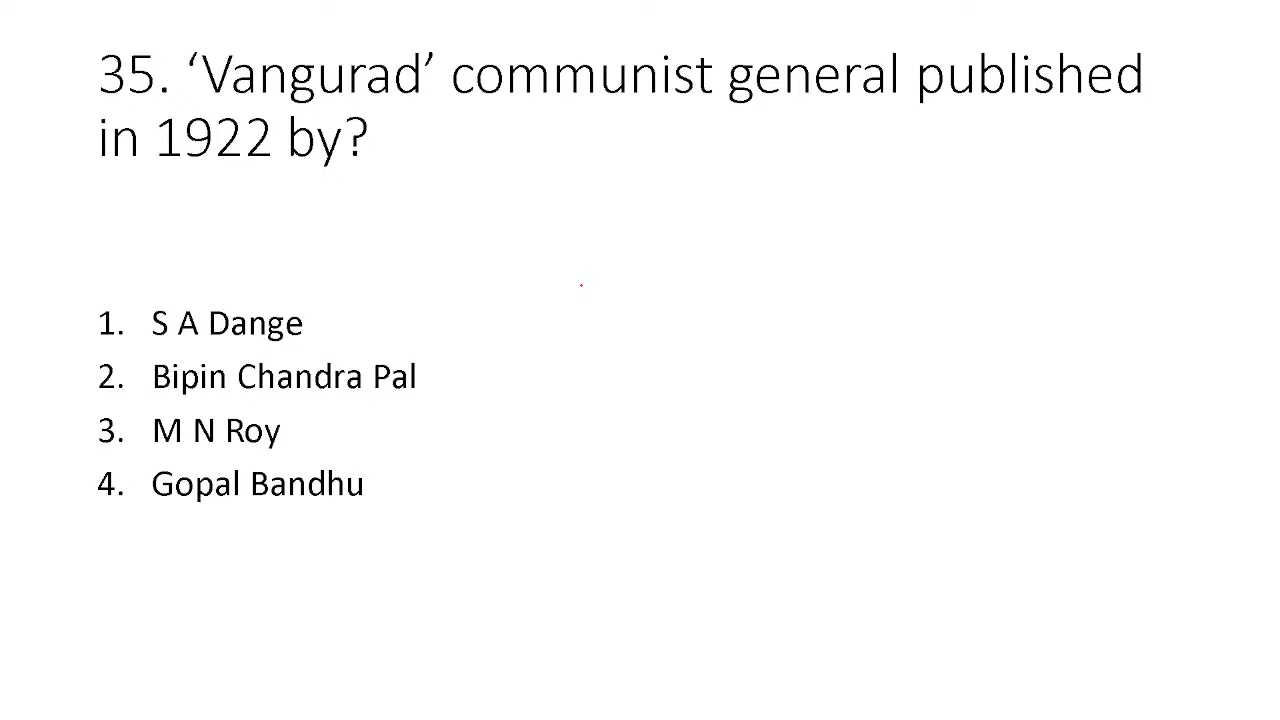 35. ‘Vangurad’ communist general published
in 1922 by?
1. S A Dange
2. Bipin Chandra Pal
3. M N Roy
4. Gopal Bandhu